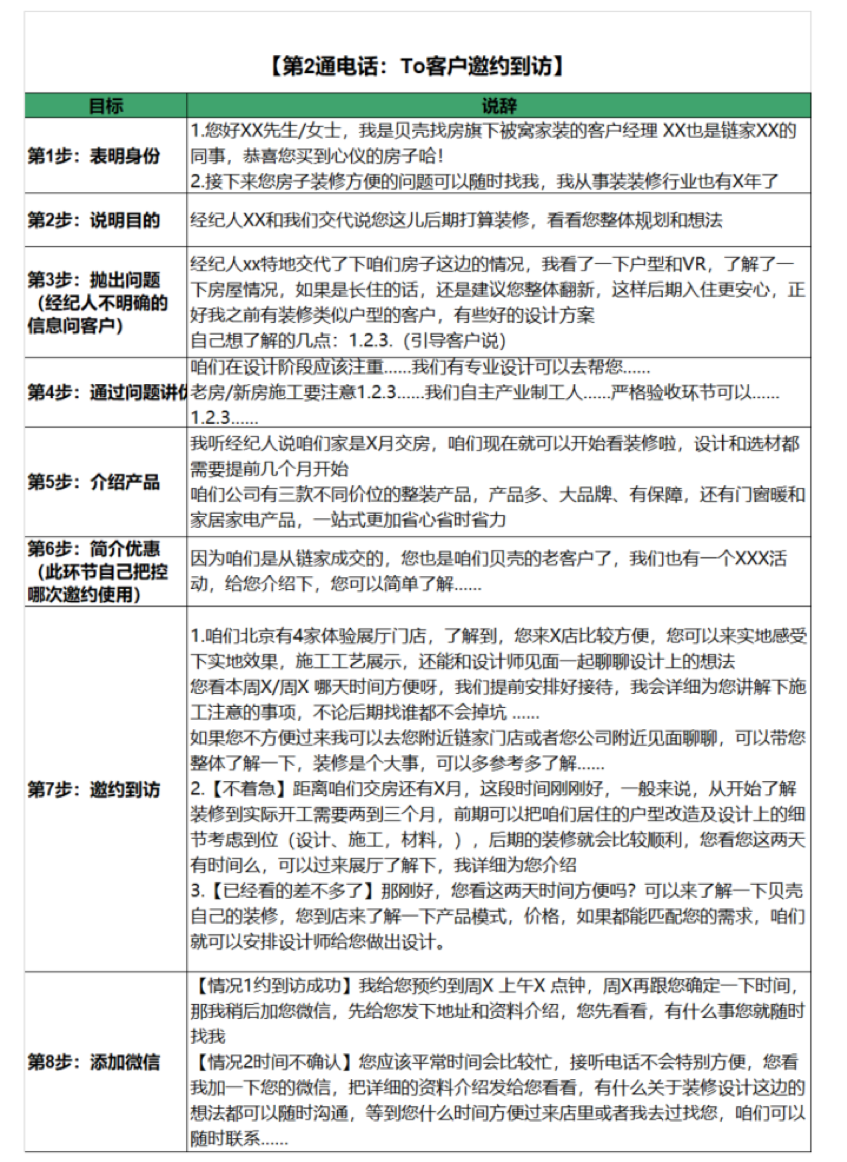 【第2通电话：To客户邀约到访】
目标
说辞
第1步：表明身份
1.您好XX先生/女士，我是贝壳找房旗下被窝家装的客户经理 XX也是链家XX的
同事，恭喜您买到心仪的房子哈！
2.接下来您房子装修方便的问题可以随时找我，我从事装装修行业也有X年了
第2步：说明目的
经纪人XX和我们交代说您这儿后期打算装修，看看您整体规划和想法
第3步：抛出问题
（经纪人不明确的
信息问客户）
经纪人xx特地交代了下咱们房子这边的情况，我看了一下户型和VR，了解了一
下房屋情况，如果是长住的话，还是建议您整体翻新，这样后期入住更安心，正
好我之前有装修类似户型的客户，有些好的设计方案
自己想了解的几点：1.2.3.（引导客户说）
第4步：通过问题讲
咱们在设计阶段应该注重......我们有专业设计可以去帮您......
老房/新房施工要注意1.2.3......我们自主产业制工人......严格验收环节可以......
1.2.3......
第5步：介绍产品
我听经纪人说咱们家是X月交房，咱们现在就可以开始看装修啦，设计和选材都
需要提前几个月开始
咱们公司有三款不同价位的整装产品，产品多、大品牌、有保障，还有门窗暖和
家居家电产品，一站式更加省心省时省力
第6步：简介优惠
（此环节自己把控
哪次邀约使用）
因为咱们是从链家成交的，您也是咱们贝壳的老客户了，我们也有一个XXX活
动，给您介绍下，您可以简单了解......
第7步：邀约到访
1.咱们北京有4家体验展厅门店，了解到，您来X店比较方便，您可以来实地感受
下实地效果，施工工艺展示，还能和设计师见面一起聊聊设计上的想法
您看本周X/周X 哪天时间方便呀，我们提前安排好接待，我会详细为您讲解下施
工注意的事项，不论后期找谁都不会掉坑 ......
如果您不方便过来我可以去您附近链家门店或者您公司附近见面聊聊，可以带您
整体了解一下，装修是个大事，可以多参考多了解......
2.【不着急】距离咱们交房还有X月，这段时间刚刚好，一般来说，从开始了解
装修到实际开工需要两到三个月，前期可以把咱们居住的户型改造及设计上的细
节考虑到位（设计、施工，材料，），后期的装修就会比较顺利，您看您这两天
有时间么，可以过来展厅了解下，我详细为您介绍
3.【已经看的差不多了】那刚好，您看这两天时间方便吗？可以来了解一下贝壳
自己的装修，您到店来了解一下产品模式，价格，如果都能匹配您的需求，咱们
就可以安排设计师给您做出设计。
第8步：添加微信
【情况1约到访成功】我给您预约到周X 上午X 点钟，周X再跟您确定一下时间，
那我稍后加您微信，先给您发下地址和资料介绍，您先看看，有什么事您就随时
找我
【情况2时间不确认】您应该平常时间会比较忙，接听电话不会特别方便，您看
我加一下您的微信，把详细的资料介绍发给您看看，有什么关于装修设计这边的
想法都可以随时沟通，等到您什么时间方便过来店里或者我去过找您，咱们可以
随时联系......